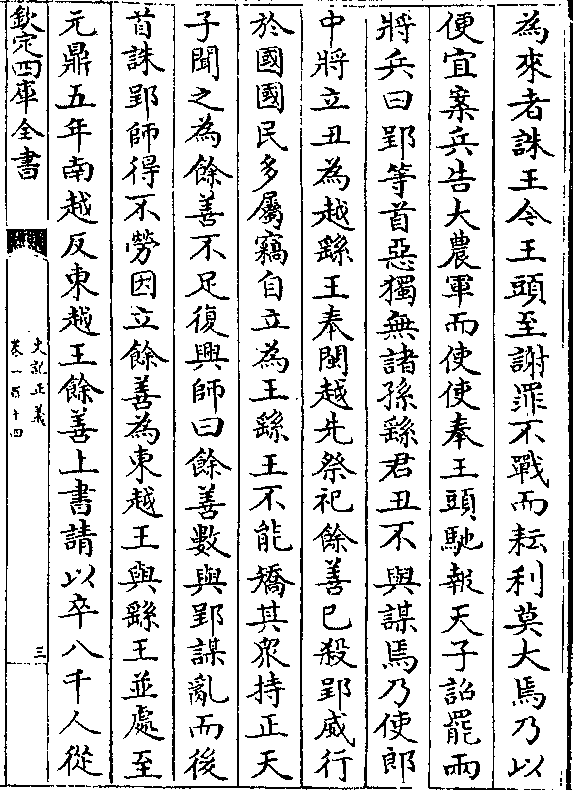 為來者誅王今王頭至謝罪不戰而耘利莫大焉乃以
便宜案兵告大農軍而使使奉王頭馳報天子詔罷兩
將兵曰郢等首惡獨無諸孫繇君丑不與謀焉乃使郎
中將立丑為越繇王奉閩越先祭祀餘善已殺郢威行
於國國民多屬竊自立為王繇王不能矯其衆持正天
子聞之為餘善不足復興師曰餘善數與郢謀亂而後
首誅郢師得不勞因立餘善為東越王與繇王並處至
元鼎五年南越反東越王餘善上書請以卒八千人從
欽定四庫全書
史記正義
卷一百十四
三